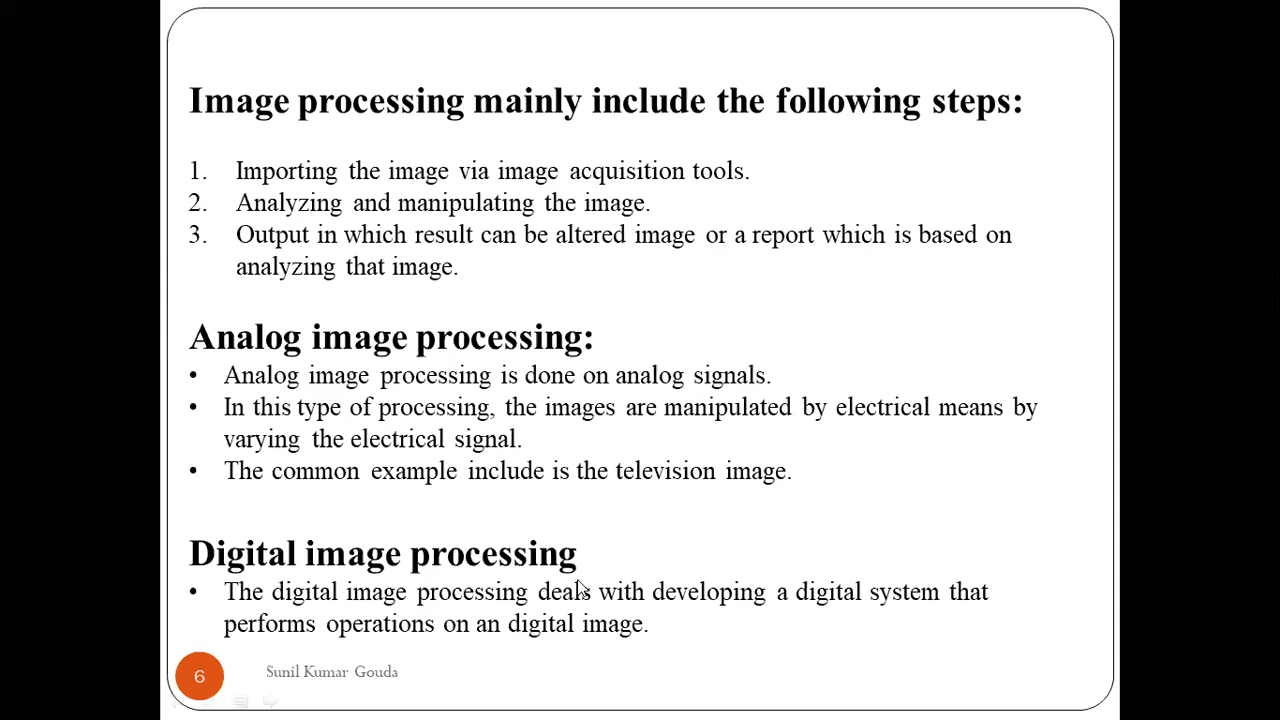 Image processing mainly include the following steps:
1. Importing the image via image acquisition tools.
2. Analyzing and manipulating the image.
3. Output in which result can be altered image or a report which is based on
analyzing that image.
Analog image processing:
• Analog image processing is done on analog signals.
• In this type of processing, the images are manipulated by electrical means by
varying the electrical signal.
• The common example include is the television image.
Digital image processing
• The digital image processing deals with developing a digital system that
performs operations on an digital image.
6 Sunil Kumar Gouda